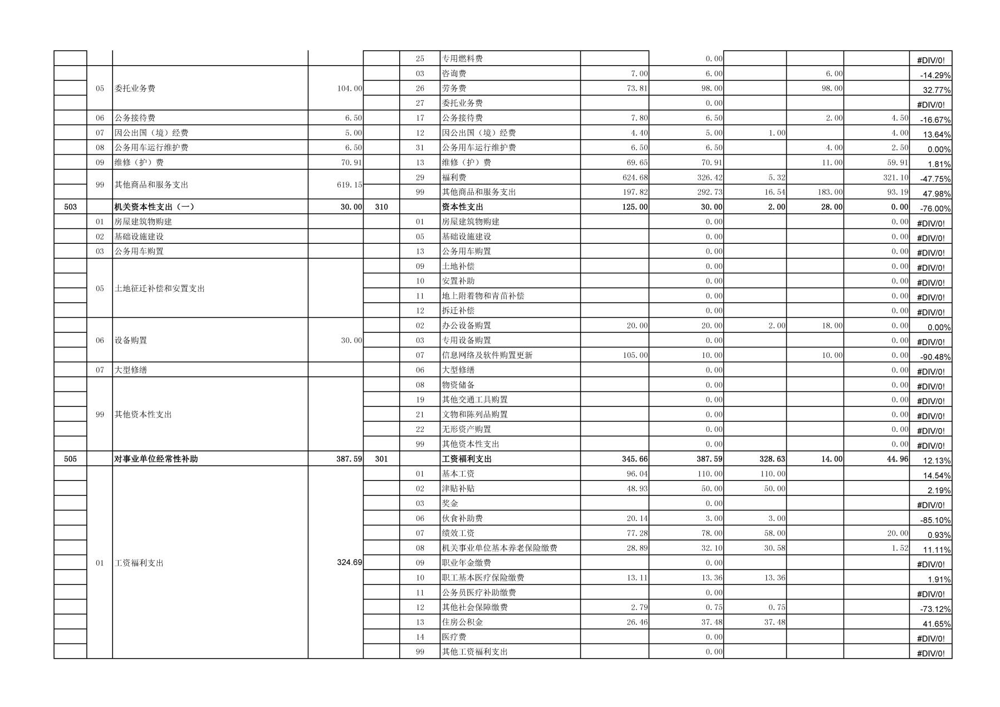 25 专用燃料费 0.00 #DIV/0!
03 咨询费 7.00 6.00 6.00 -14.29%
05 委托业务费 104.00 26 劳务费 73.81 98.00 98.00 32.77%
27 委托业务费 0.00 #DIV/0!
06 公务接待费 6.50 17 公务接待费 7.80 6.50 2.00 4.50 -16.67%
07 因公出国（境）经费 5.00 12 因公出国（境）经费 4.40 5.00 1.00 4.00 13.64%
08 公务用车运行维护费 6.50 31 公务用车运行维护费 6.50 6.50 4.00 2.50 0.00%
09 维修（护）费 70.91 13 维修（护）费 69.65 70.91 11.00 59.91 1.81%
29 福利费 624.68 326.42 5.32 321.10 -47.75%
99 其他商品和服务支出 619.15
99 其他商品和服务支出 197.82 292.73 16.54 183.00 93.19 47.98%
503 机关资本性支出（一） 30.00 310 资本性支出 125.00 30.00 2.00 28.00 0.00 -76.00%
01 房屋建筑物购建 01 房屋建筑物购建 0.00 0.00 #DIV/0!
02 基础设施建设 05 基础设施建设 0.00 0.00 #DIV/0!
03 公务用车购置 13 公务用车购置 0.00 0.00 #DIV/0!
09 土地补偿 0.00 0.00 #DIV/0!
10 安置补助 0.00 0.00 #DIV/0!
05 土地征迁补偿和安置支出
11 地上附着物和青苗补偿 0.00 0.00 #DIV/0!
12 拆迁补偿 0.00 0.00 #DIV/0!
02 办公设备购置 20.00 20.00 2.00 18.00 0.00 0.00%
06 设备购置 30.00 03 专用设备购置 0.00 0.00 #DIV/0!
07 信息网络及软件购置更新 105.00 10.00 10.00 0.00 -90.48%
07 大型修缮 06 大型修缮 0.00 0.00 #DIV/0!
08 物资储备 0.00 0.00 #DIV/0!
19 其他交通工具购置 0.00 0.00 #DIV/0!
99 其他资本性支出 21 文物和陈列品购置 0.00 0.00 #DIV/0!
22 无形资产购置 0.00 0.00 #DIV/0!
99 其他资本性支出 0.00 0.00 #DIV/0!
505 对事业单位经常性补助 387.59 301 工资福利支出 345.66 387.59 328.63 14.00 44.96 12.13%
01 基本工资 96.04 110.00 110.00 14.54%
02 津贴补贴 48.93 50.00 50.00 2.19%
03 奖金 0.00 #DIV/0!
06 伙食补助费 20.14 3.00 3.00 -85.10%
07 绩效工资 77.28 78.00 58.00 20.00 0.93%
08 机关事业单位基本养老保险缴费 28.89 32.10 30.58 1.52 11.11%
01 工资福利支出 324.69 09 职业年金缴费 0.00 #DIV/0!
10 职工基本医疗保险缴费 13.11 13.36 13.36 1.91%
11 公务员医疗补助缴费 0.00 #DIV/0!
12 其他社会保障缴费 2.79 0.75 0.75 -73.12%
13 住房公积金 26.46 37.48 37.48 41.65%
14 医疗费 0.00 #DIV/0!
99 其他工资福利支出 0.00 #DIV/0!